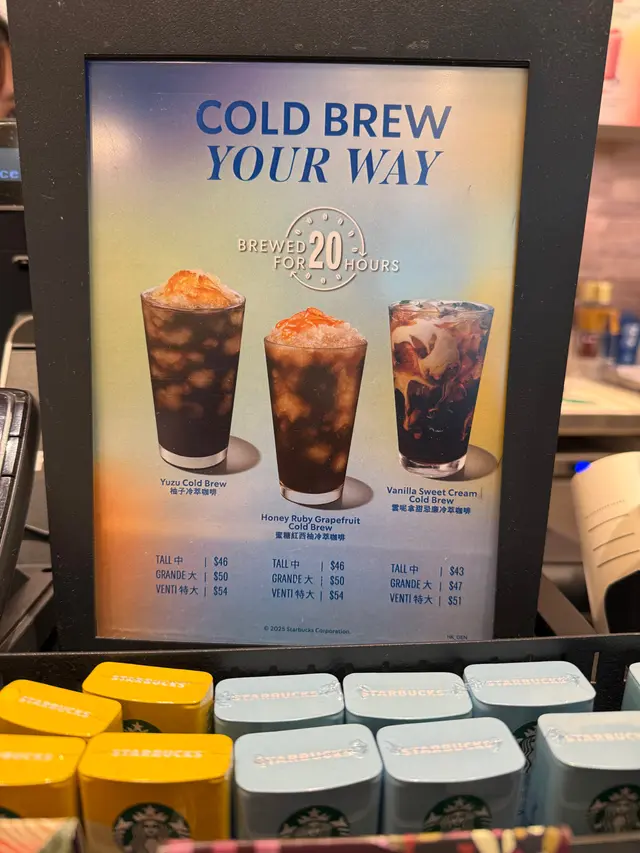 COLD BREW
YOUR WAY
BREWED
FOR 20 HOURS
Yuzu Cold Brew
柚子冷萃咖啡
Honey Ruby Grapefruit
Cold Brew
蜜糖紅西柚冷萃咖啡
Vanilla Sweet Cream
Cold Brew
雲呢拿甜忌廉冷萃咖啡
TALL 中 | $46
GRANDE 大 | $50
VENTI 特大 | $54
TALL 中 | $46
GRANDE 大 | $50
VENTI 特大 | $54
TALL 中 | $43
GRANDE 大 | $47
VENTI 特大 | $51
© 2025 Starbucks Corporation.
STARBUCKS
STARBUCKS
STARBUCKS
STARBUCKS
STARBUCKS
STARBUCKS
STARBUCKS
STARBUCKS